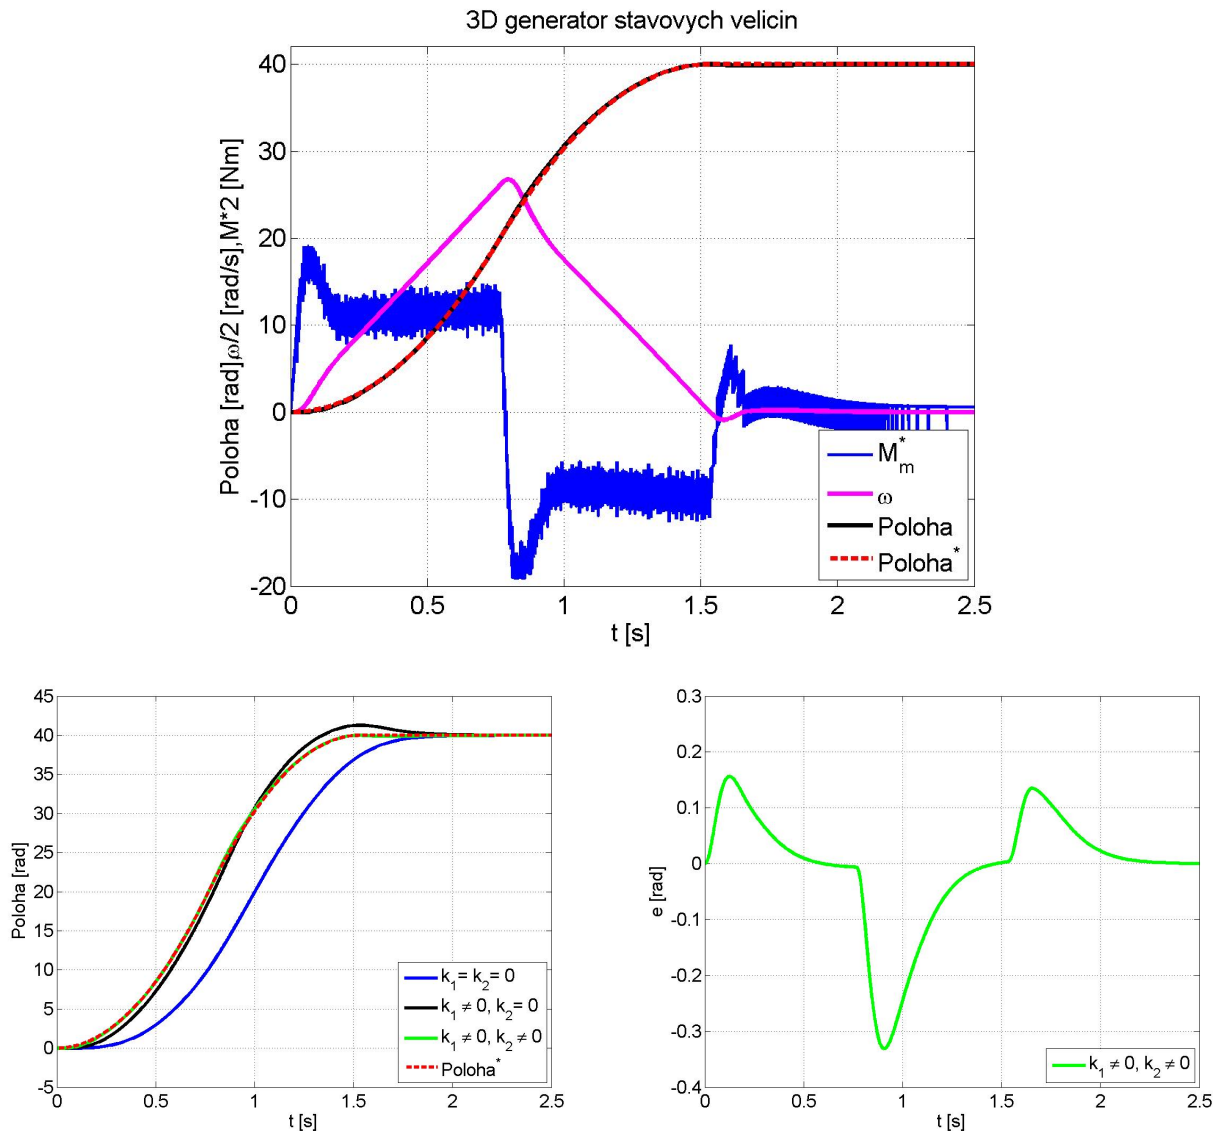 3D generator stavovych velicin
Poloha [rad]ω/2 [rad/s],M*2 [Nm]
40
30
20
10
0
-10
-20
0 0.5 1 1.5 2 2.5
t [s]
M*m
ω
Poloha
Poloha*
Poloha [rad]
45
40
35
30
25
20
15
10
5
0
-5
0 0.5 1 1.5 2 2.5
t [s]
k1= k2= 0
k1 ≠ 0, k2= 0
k1 ≠ 0, k2 ≠ 0
Poloha*
e [rad]
0.3
0.2
0.1
0
-0.1
-0.2
-0.3
-0.4
0 0.5 1 1.5 2 2.5
t [s]
k1 ≠ 0, k2 ≠ 0